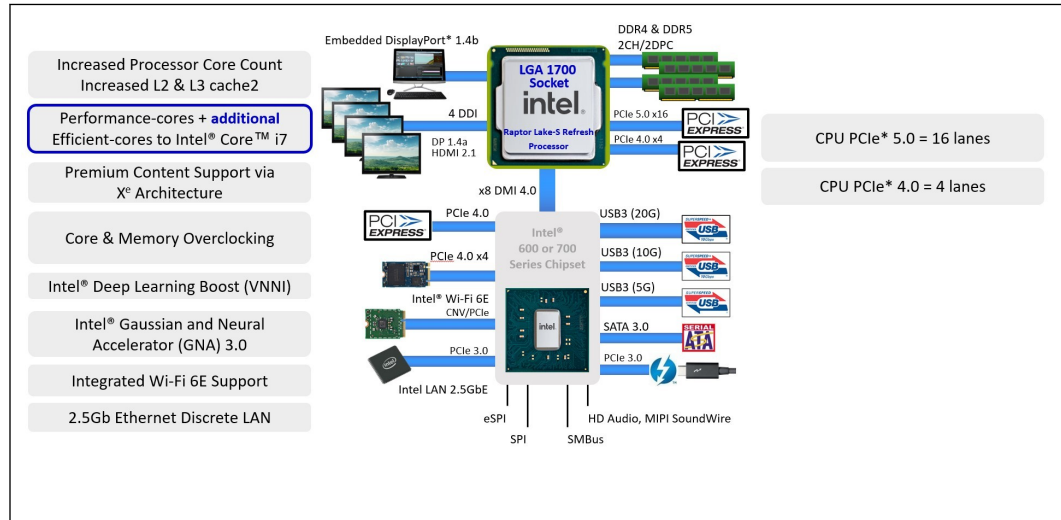 Increased Processor Core Count
Increased L2 & L3 cache2
Performance-cores + additional
Efficient-cores to Intel® Core™ i7
Premium Content Support via
Xe Architecture
Core & Memory Overclocking
Intel® Deep Learning Boost (VNNI)
Intel® Gaussian and Neural
Accelerator (GNA) 3.0
Integrated Wi-Fi 6E Support
2.5Gb Ethernet Discrete LAN
Embedded DisplayPort* 1.4b
4 DDI
DP 1.4a
HDMI 2.1
LGA 1700
Socket
intel.
Raptor Lake-S Refresh
Processor
DDR4 & DDR5
2CH/2DPC
PCIe 5.0 x16
PCI EXPRESS®
PCIe 4.0 x4
PCI EXPRESS®
x8 DMI 4.0
PCIe 4.0
PCI EXPRESS®
PCIe 4.0 x4
Intel® Wi-Fi 6E
CNV/PCIe
PCIe 3.0
Intel LAN 2.5GbE
Intel®
600 or 700
Series Chipset
intel
USB3 (20G)
USB
USB3 (10G)
USB
USB3 (5G)
USB
SATA 3.0
SERIAL
ATA
PCIe 3.0
eSPI
SPI
SMBus
HD Audio, MIPI SoundWire
CPU PCIe* 5.0 = 16 lanes
CPU PCIe* 4.0 = 4 lanes